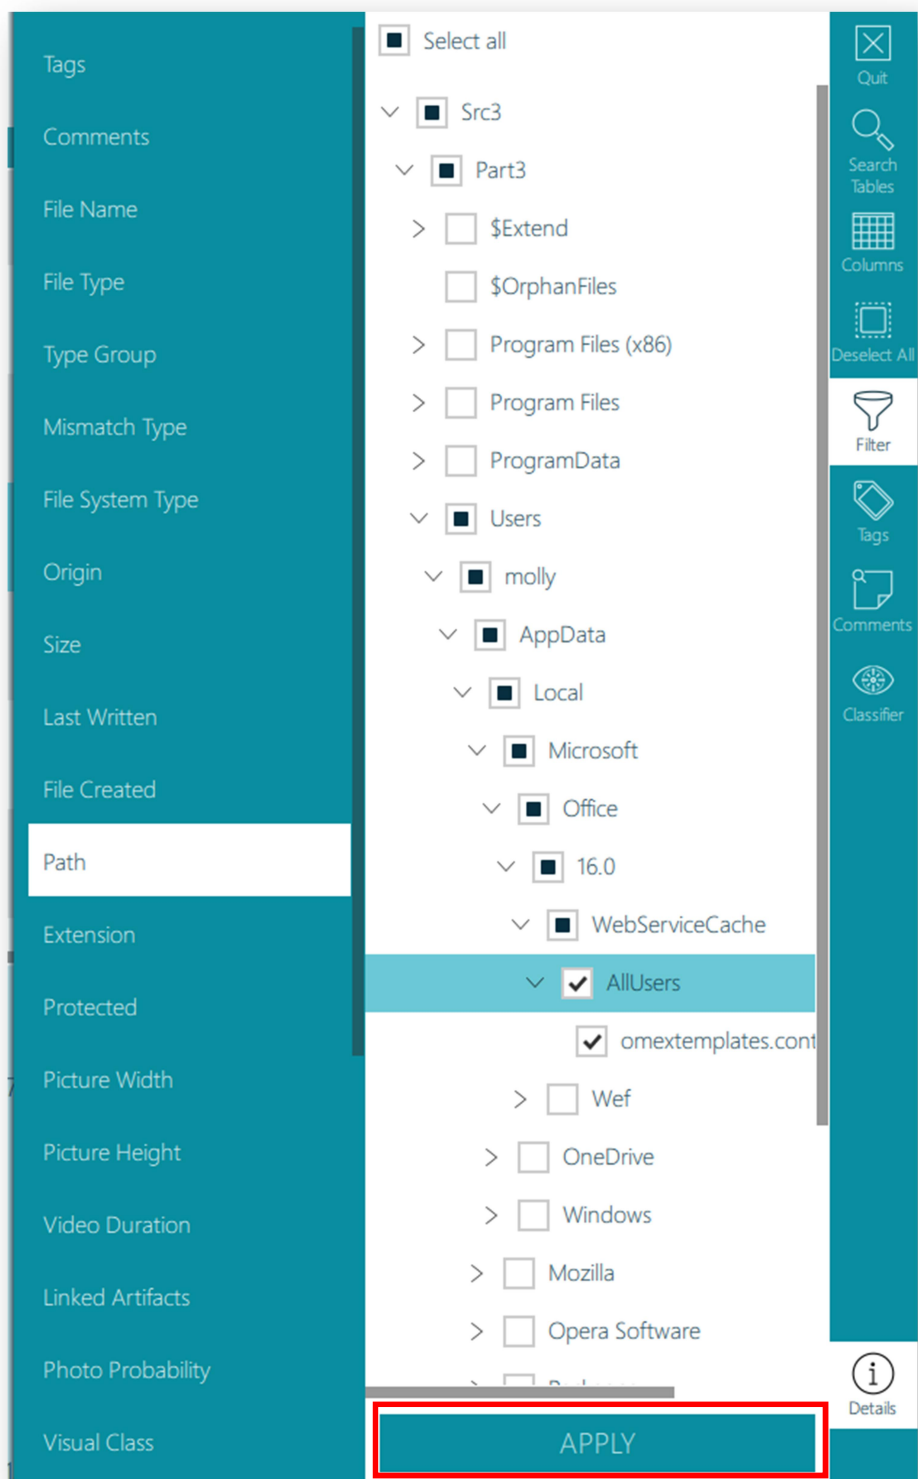 Tags
Comments
File Name
File Type
Type Group
Mismatch Type
File System Type
Origin
Size
Last Written
File Created
Path
Extension
Protected
Picture Width
Picture Height
Video Duration
Linked Artifacts
Photo Probability
Visual Class
Select all
Src3
Part3
$Extend
$OrphanFiles
Program Files (x86)
Program Files
ProgramData
Users
molly
AppData
Local
Microsoft
Office
16.0
WebServiceCache
AllUsers
omextemplates.cont
Wef
OneDrive
Windows
Mozilla
Opera Software
APPLY
Quit
Search
Tables
Columns
Deselect All
Filter
Tags
Comments
Classifier
Details